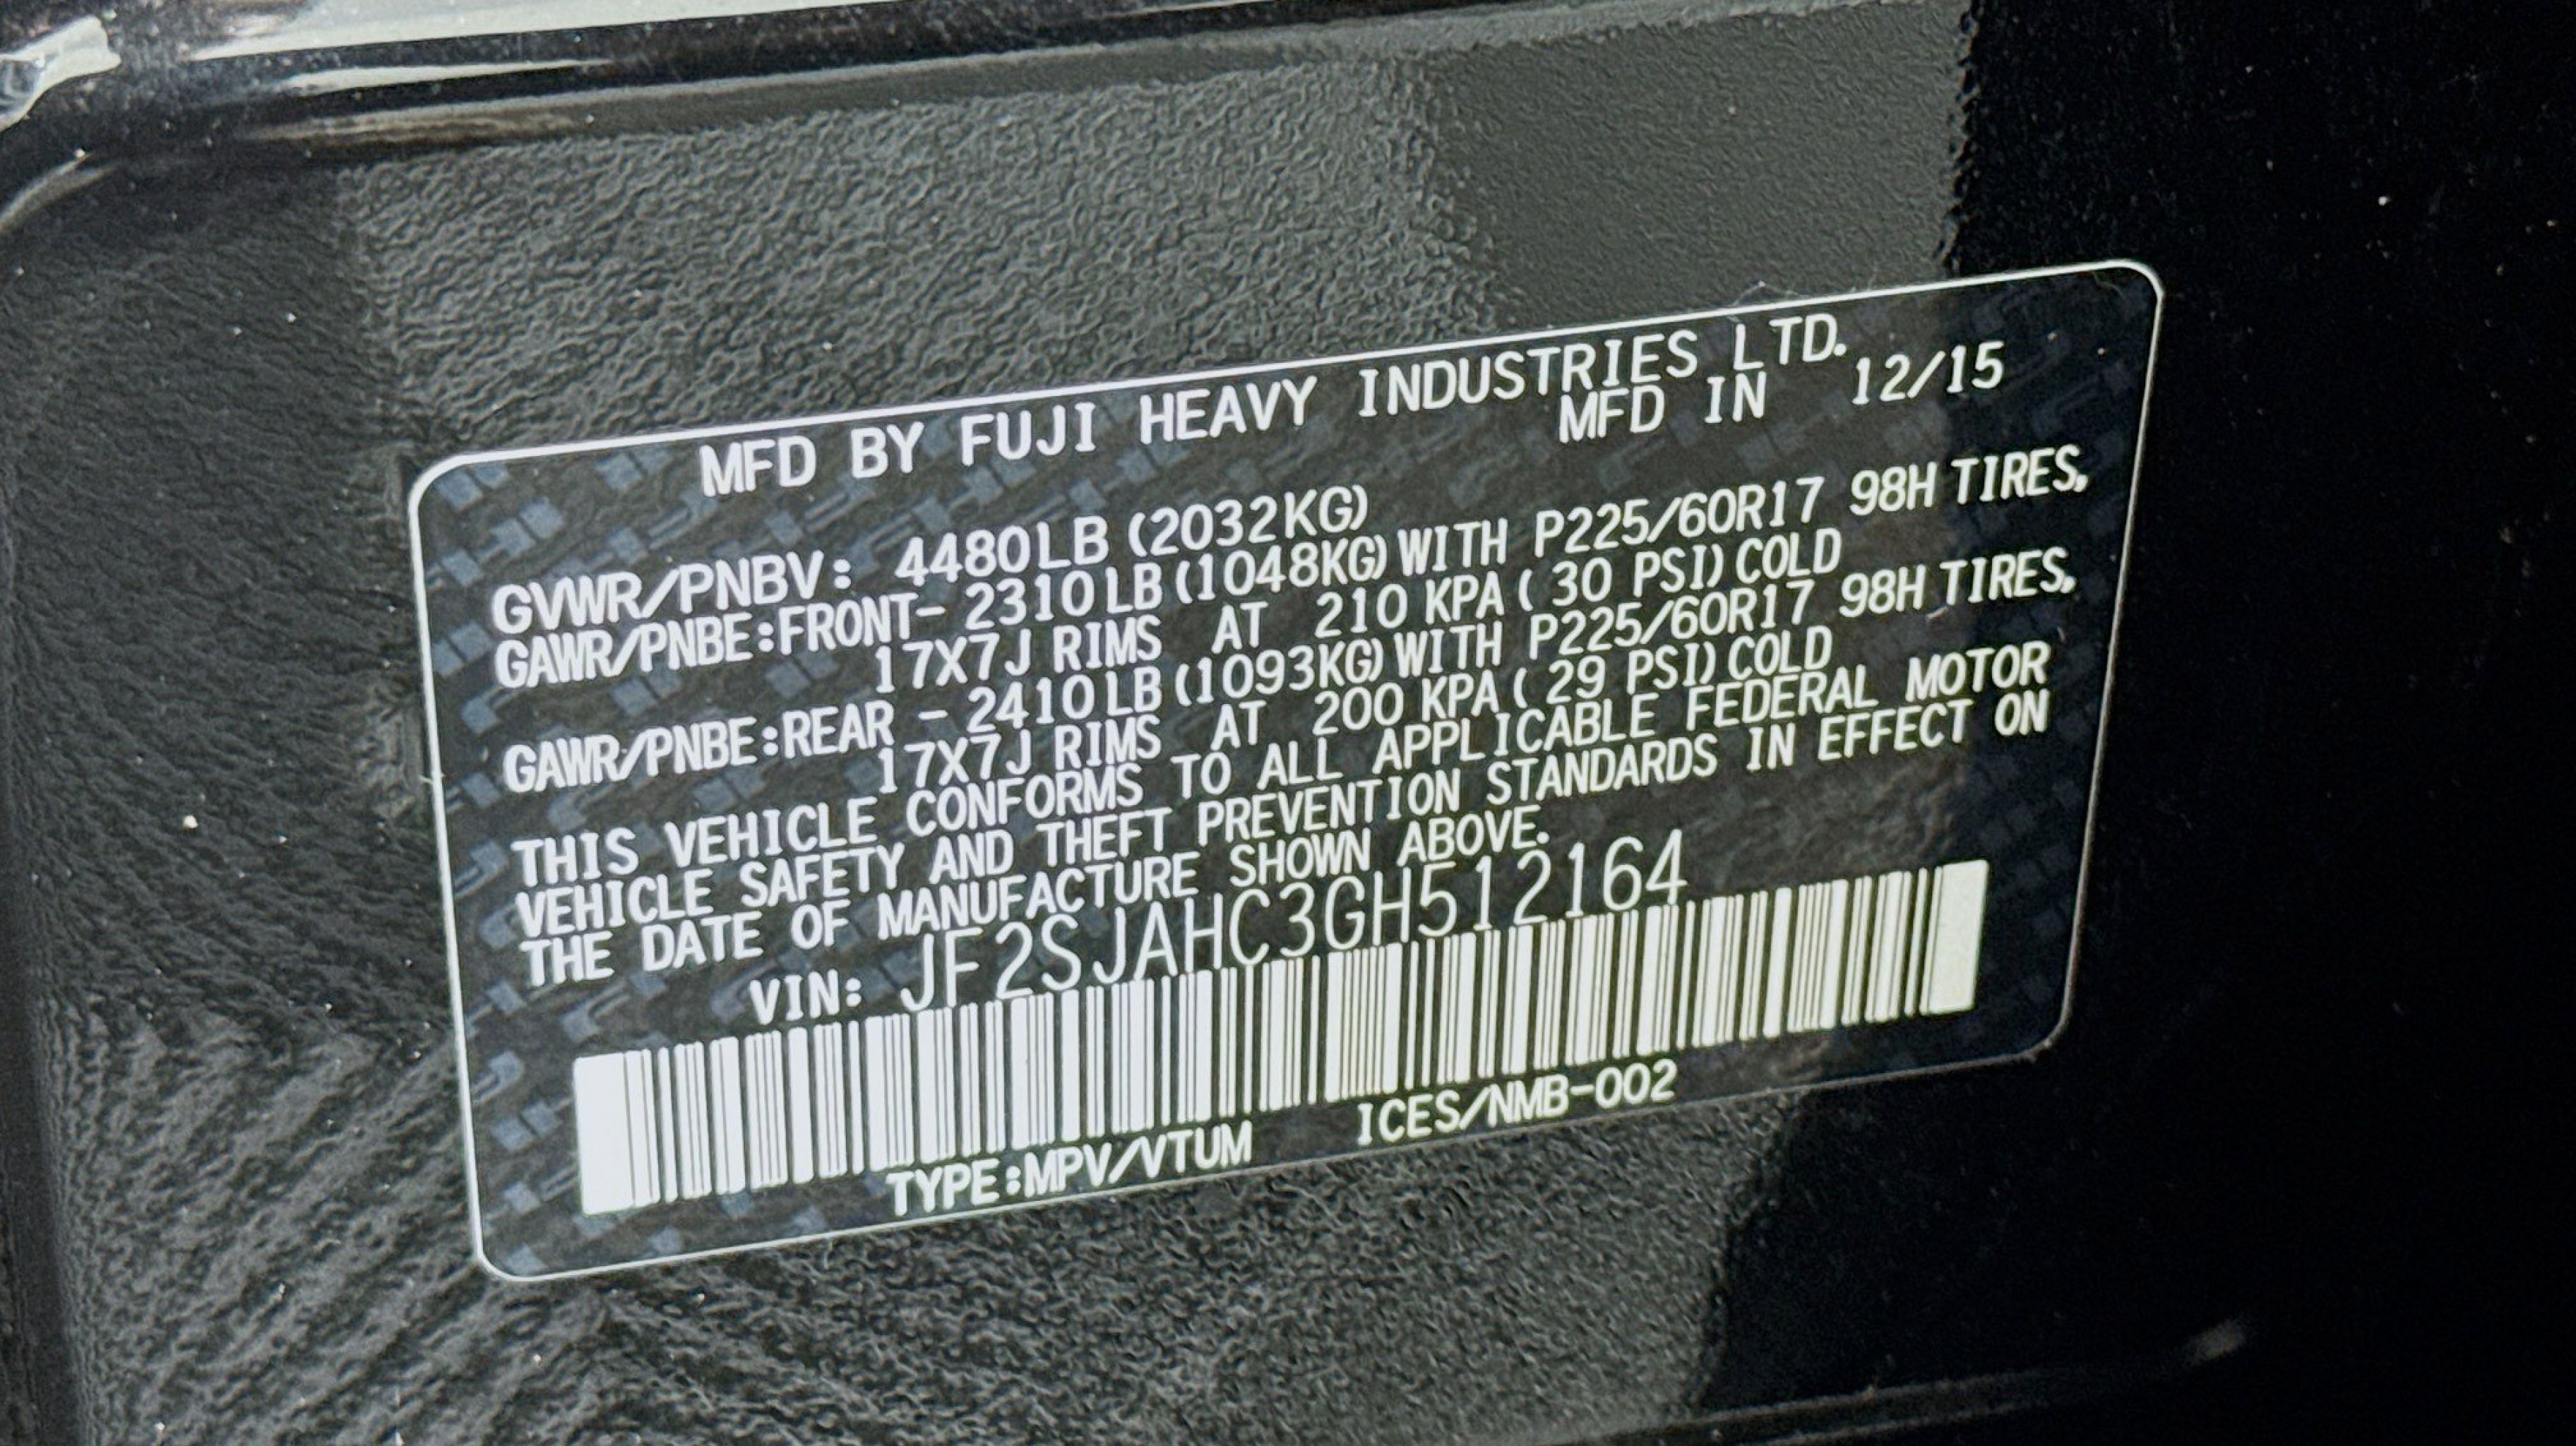 MFD BY FUJI HEAVY INDUSTRIES LTD.
MFD IN 12/15
GVWR/PNBV: 4480LB (2032KG)
GAWR/PNBE:FRONT- 2310LB (1048KG) WITH P225/60R17 98H TIRES,
17X7J RIMS AT 210 KPA ( 30 PSI) COLD
GAWR/PNBE:REAR - 2410LB (1093KG) WITH P225/60R17 98H TIRES,
17X7J RIMS AT 200 KPA ( 29 PSI) COLD
THIS VEHICLE CONFORMS TO ALL APPLICABLE FEDERAL MOTOR
VEHICLE SAFETY AND THEFT PREVENTION STANDARDS IN EFFECT ON
THE DATE OF MANUFACTURE SHOWN ABOVE.
VIN: JF2SJAHC3GH512164
TYPE:MPV/VTUM ICES/NMB-002